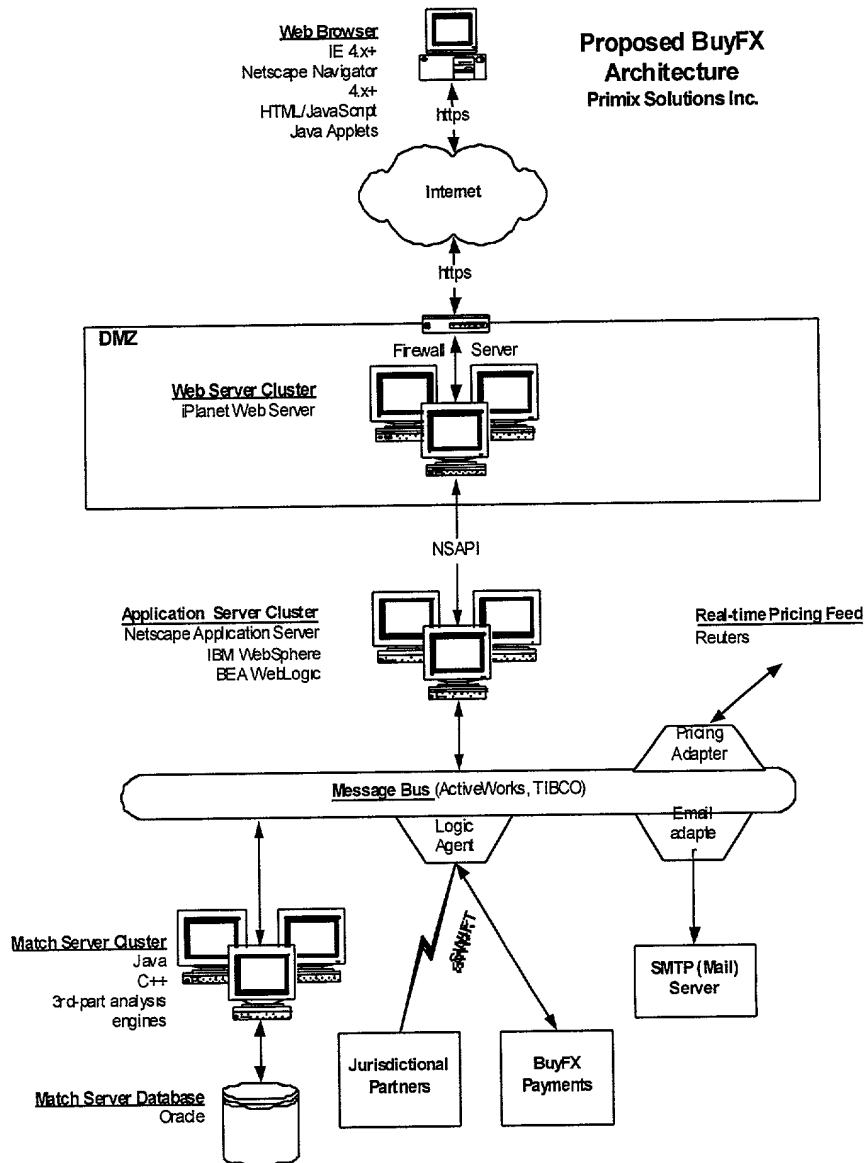 Web Browser
IE 4.x+
Netscape Navigator
4.x+
HTML/JavaScript
Java Applets
Proposed BuyFX
Architecture
Primix Solutions Inc.
https
Internet
https
DMZ
Firewall Server
Web Server Cluster
iPlanet Web Server
NSAPI
Application Server Cluster
Netscape Application Server
IBM WebSphere
BEA WebLogic
Real-time Pricing Feed
Reuters
Pricing
Adapter
Message Bus (ActiveWorks, TIBCO)
Logic
Agent
Email
adapte
r
Match Server Cluster
Java
C++
3rd-part analysis
engines
SMTP (Mail)
Server
Jurisdictional
Partners
BuyFX
Payments
Match Server Database
Oracle